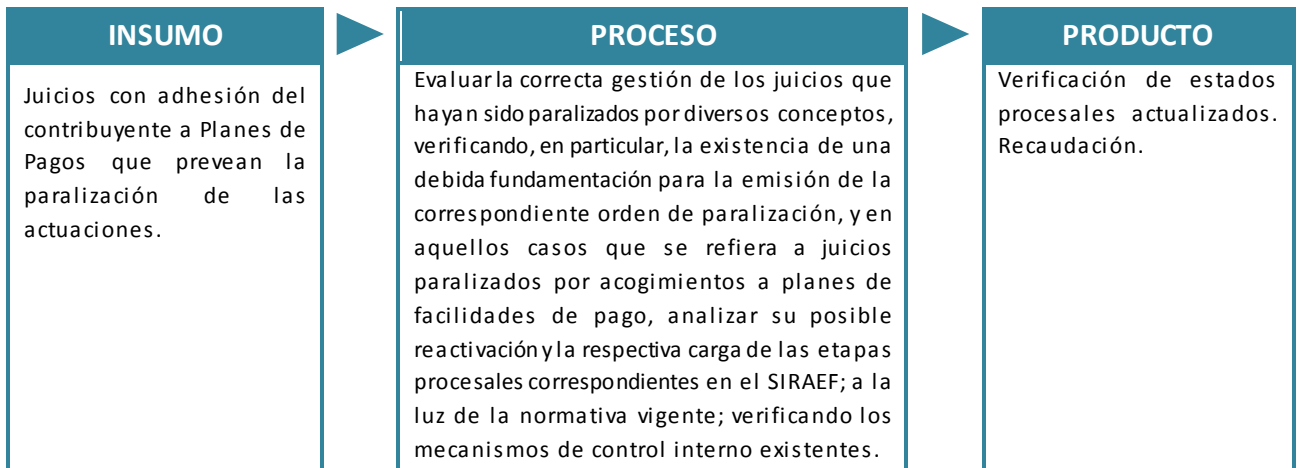 INSUMO
Juicios con adhesión del
contribuyente a Planes de
Pagos que prevean la
paralización de las
actuaciones.
PROCESO
Evaluar la correcta gestión de los juicios que
hayan sido paralizados por diversos conceptos,
verificando, en particular, la existencia de una
debida fundamentación para la emisión de la
correspondiente orden de paralización, y en
aquellos casos que se refiera a juicios
paralizados por acogimientos a planes de
facilidades de pago, analizar su posible
reactivación y la respectiva carga de las etapas
procesales correspondientes en el SIRAEF; a la
luz de la normativa vigente; verificando los
mecanismos de control interno existentes.
PRODUCTO
Verificación de estados
procesales actualizados.
Recaudación.